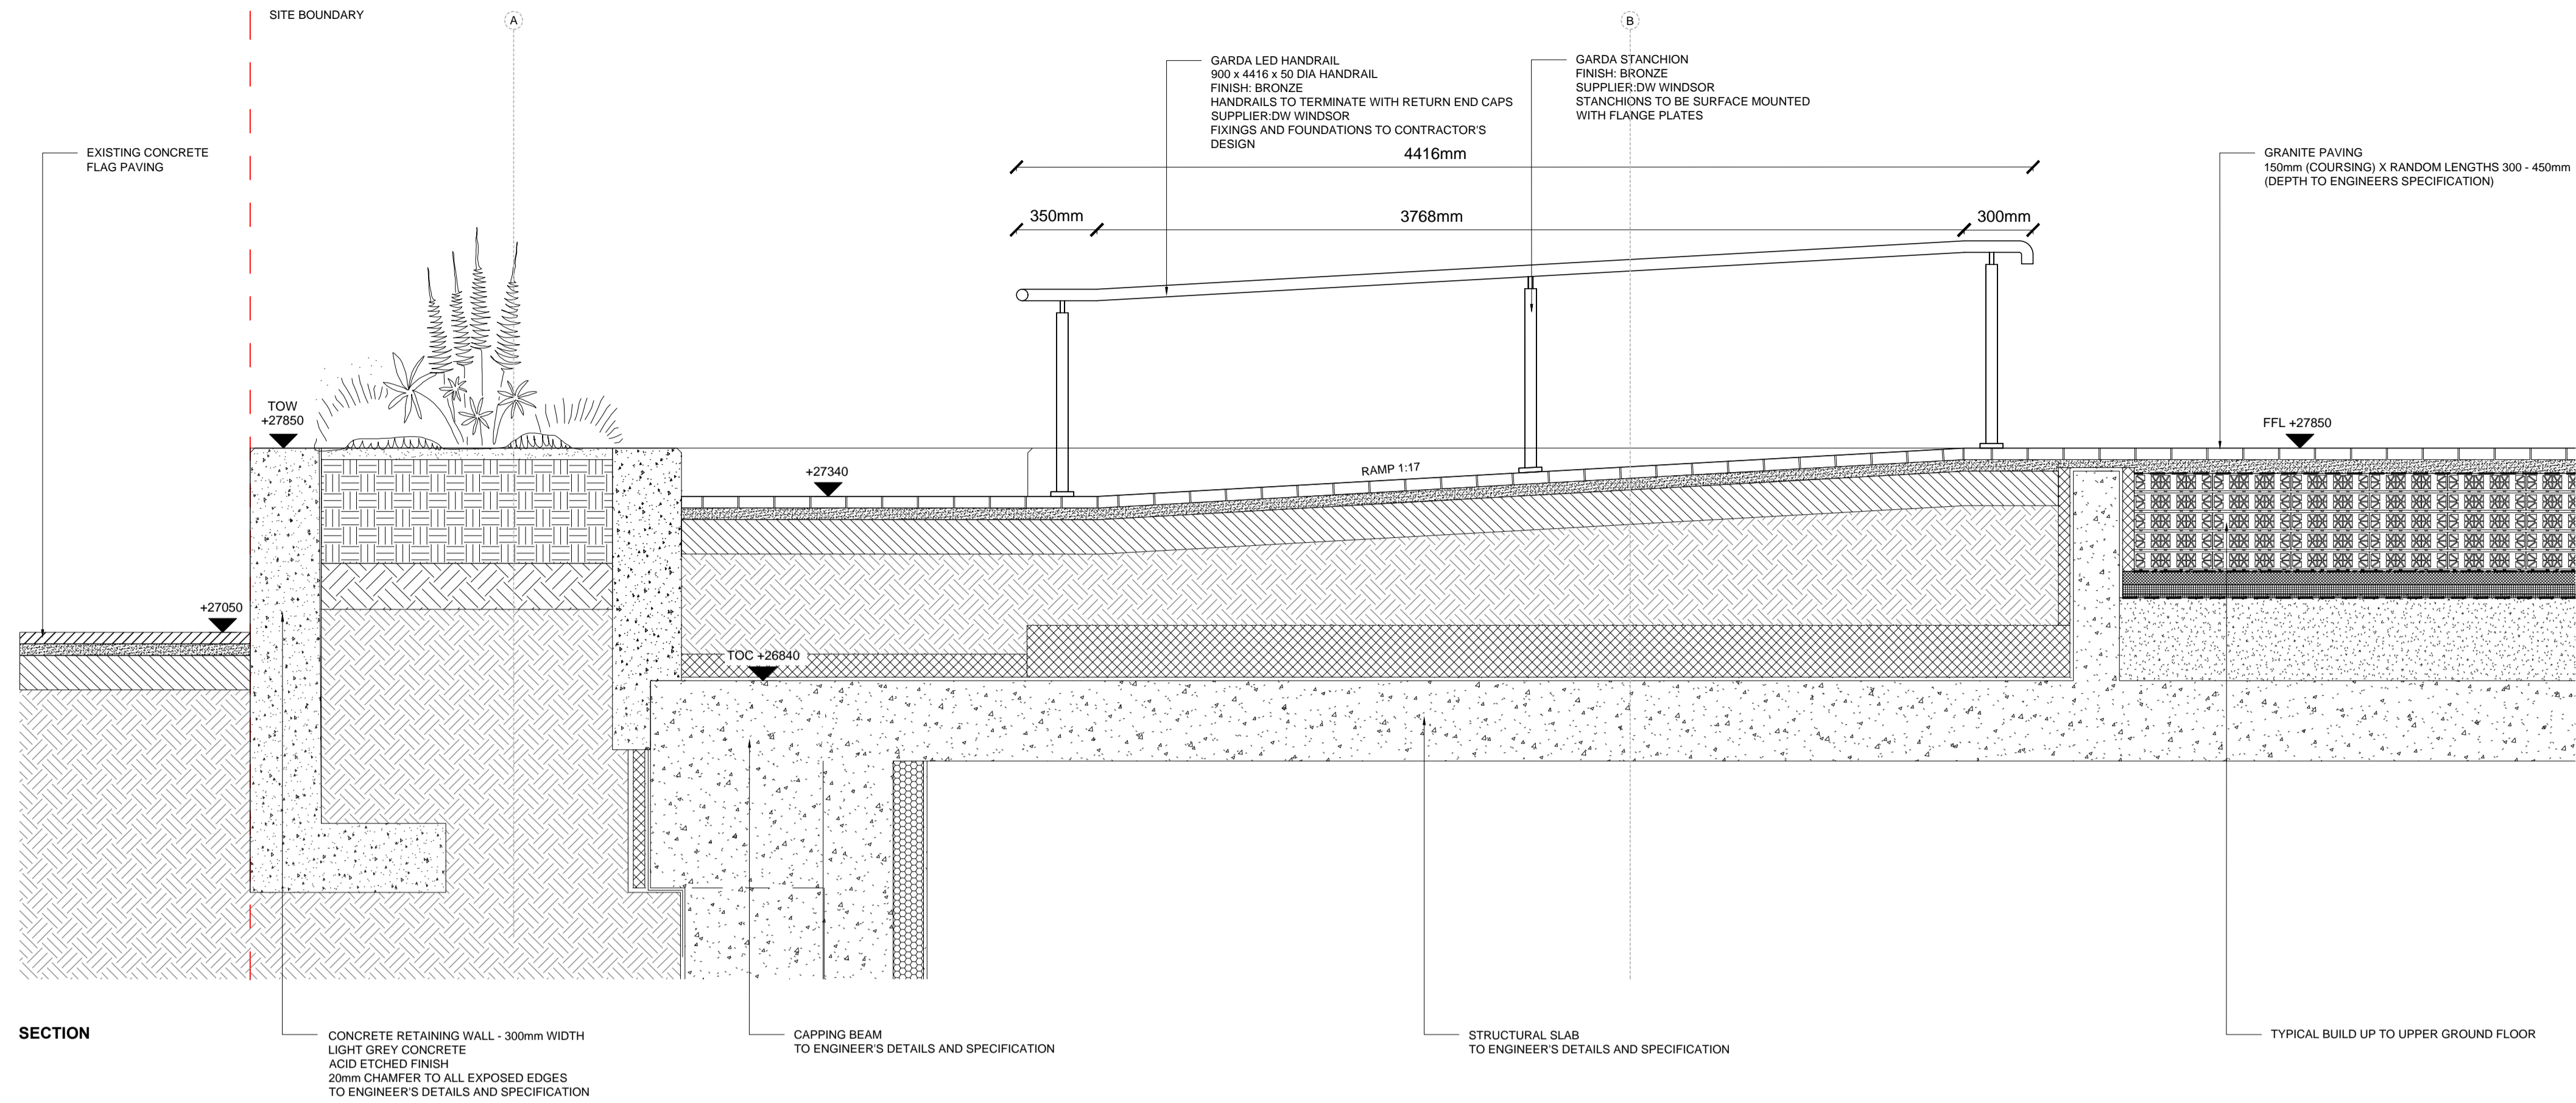 SITE BOUNDARY
A
B
GARDA LED HANDRAIL
900 x 4416 x 50 DIA HANDRAIL
FINISH: BRONZE
HANDRAILS TO TERMINATE WITH RETURN END CAPS
SUPPLIER:DW WINDSOR
FIXINGS AND FOUNDATIONS TO CONTRACTOR'S
DESIGN
GARDA STANCHION
FINISH: BRONZE
SUPPLIER:DW WINDSOR
STANCHIONS TO BE SURFACE MOUNTED
WITH FLANGE PLATES
EXISTING CONCRETE
FLAG PAVING
GRANITE PAVING
150mm (COURSING) X RANDOM LENGTHS 300 - 450mm
(DEPTH TO ENGINEERS SPECIFICATION)
4416mm
350mm
3768mm
300mm
TOW
+27850
FFL +27850
+27340
RAMP 1:17
+27050
TOC +26840
SECTION
CONCRETE RETAINING WALL - 300mm WIDTH
LIGHT GREY CONCRETE
ACID ETCHED FINISH
20mm CHAMFER TO ALL EXPOSED EDGES
TO ENGINEER'S DETAILS AND SPECIFICATION
CAPPING BEAM
TO ENGINEER'S DETAILS AND SPECIFICATION
STRUCTURAL SLAB
TO ENGINEER'S DETAILS AND SPECIFICATION
TYPICAL BUILD UP TO UPPER GROUND FLOOR